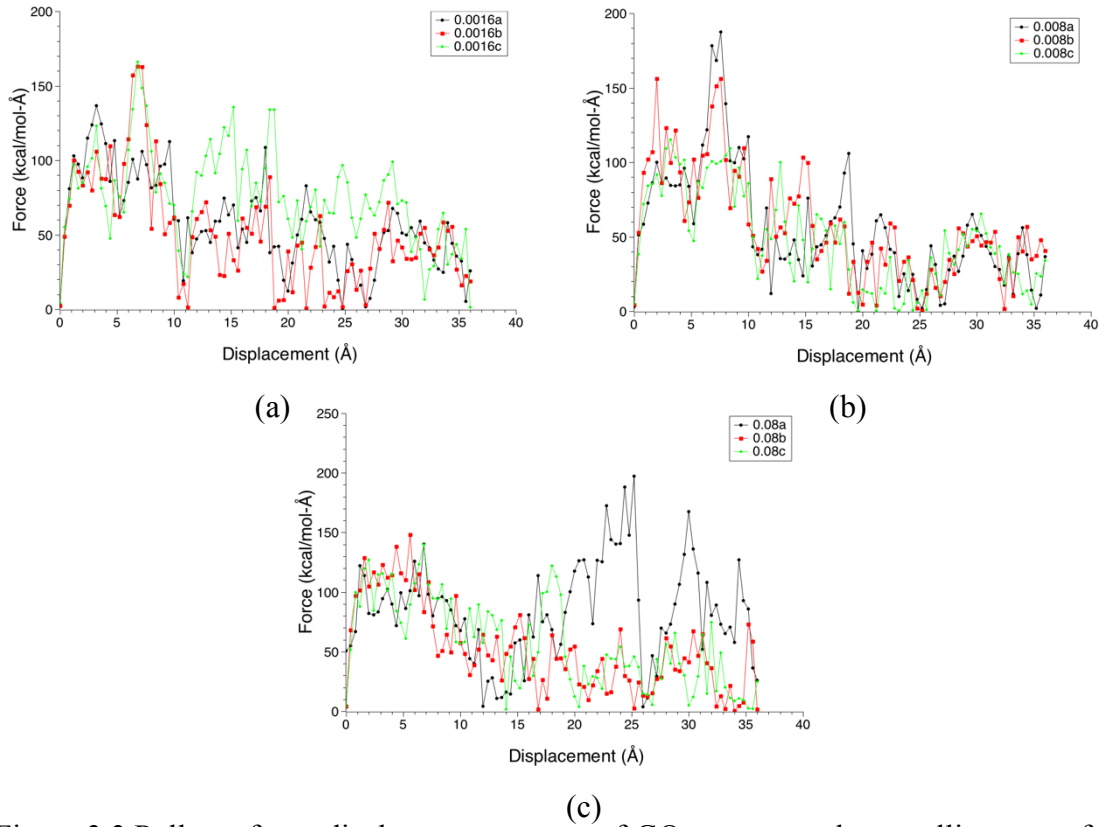 200
150
100
50
0
0 5 10 15 20 25 30 35 40
Force (kcal/mol-Å)
Displacement (Å)
0.0016a
0.0016b
0.0016c
(a)
200
150
100
50
0
0 5 10 15 20 25 30 35 40
Force (kcal/mol-Å)
Displacement (Å)
0.008a
0.008b
0.008c
(b)
250
200
150
100
50
0
0 5 10 15 20 25 30 35 40
Force (kcal/mol-Å)
Displacement (Å)
0.08a
0.08b
0.08c
(c)